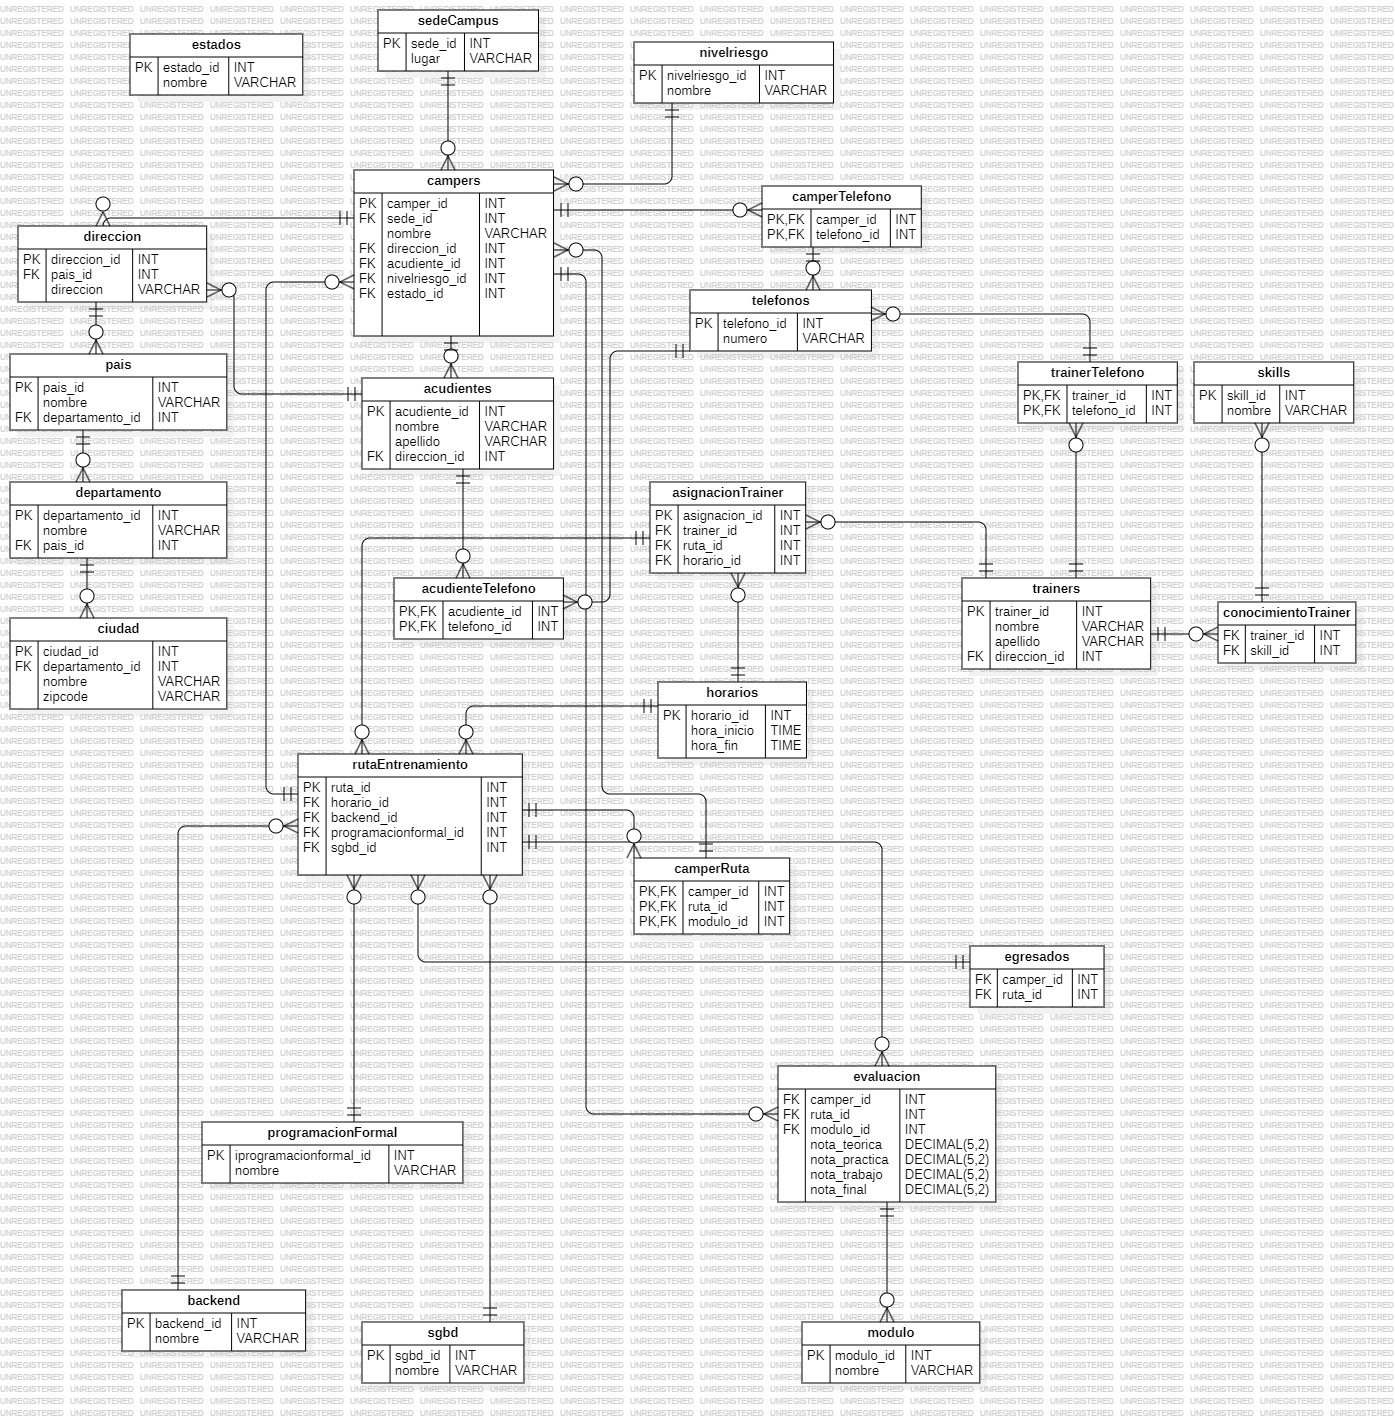 sedeCampus
PK sede_id INT
lugar VARCHAR
estados
PK estado_id INT
nombre VARCHAR
nivelriesgo
PK nivelriesgo_id INT
nombre VARCHAR
campers
PK camper_id INT
FK sede_id INT
nombre VARCHAR
FK direccion_id INT
FK acudiente_id INT
FK nivelriesgo_id INT
FK estado_id INT
camperTelefono
PK,FK camper_id INT
PK,FK telefono_id INT
direccion
PK direccion_id INT
FK pais_id INT
direccion VARCHAR
telefonos
PK telefono_id INT
numero VARCHAR
pais
PK pais_id INT
nombre VARCHAR
FK departamento_id INT
acudientes
PK acudiente_id INT
nombre VARCHAR
apellido VARCHAR
FK direccion_id INT
trainerTelefono
PK,FK trainer_id INT
PK,FK telefono_id INT
skills
PK skill_id INT
nombre VARCHAR
departamento
PK departamento_id INT
nombre VARCHAR
FK pais_id INT
asignacionTrainer
PK asignacion_id INT
FK trainer_id INT
FK ruta_id INT
FK horario_id INT
acudienteTelefono
PK,FK acudiente_id INT
PK,FK telefono_id INT
trainers
PK trainer_id INT
nombre VARCHAR
apellido VARCHAR
FK direccion_id INT
conocimientoTrainer
FK trainer_id INT
FK skill_id INT
ciudad
PK ciudad_id INT
FK departamento_id INT
nombre VARCHAR
zipcode VARCHAR
horarios
PK horario_id INT
hora_inicio TIME
hora_fin TIME
rutaEntrenamiento
PK ruta_id INT
FK horario_id INT
FK backend_id INT
FK programacionformal_id INT
FK sgbd_id INT
camperRuta
PK,FK camper_id INT
PK,FK ruta_id INT
PK,FK modulo_id INT
egresados
FK camper_id INT
FK ruta_id INT
evaluacion
FK camper_id INT
FK ruta_id INT
FK modulo_id INT
nota_teorica DECIMAL(5,2)
nota_practica DECIMAL(5,2)
nota_trabajo DECIMAL(5,2)
nota_final DECIMAL(5,2)
programacionFormal
PK iprogramacionformal_id INT
nombre VARCHAR
backend
PK backend_id INT
nombre VARCHAR
sgbd
PK sgbd_id INT
nombre VARCHAR
modulo
PK modulo_id INT
nombre VARCHAR
UNREGISTERED